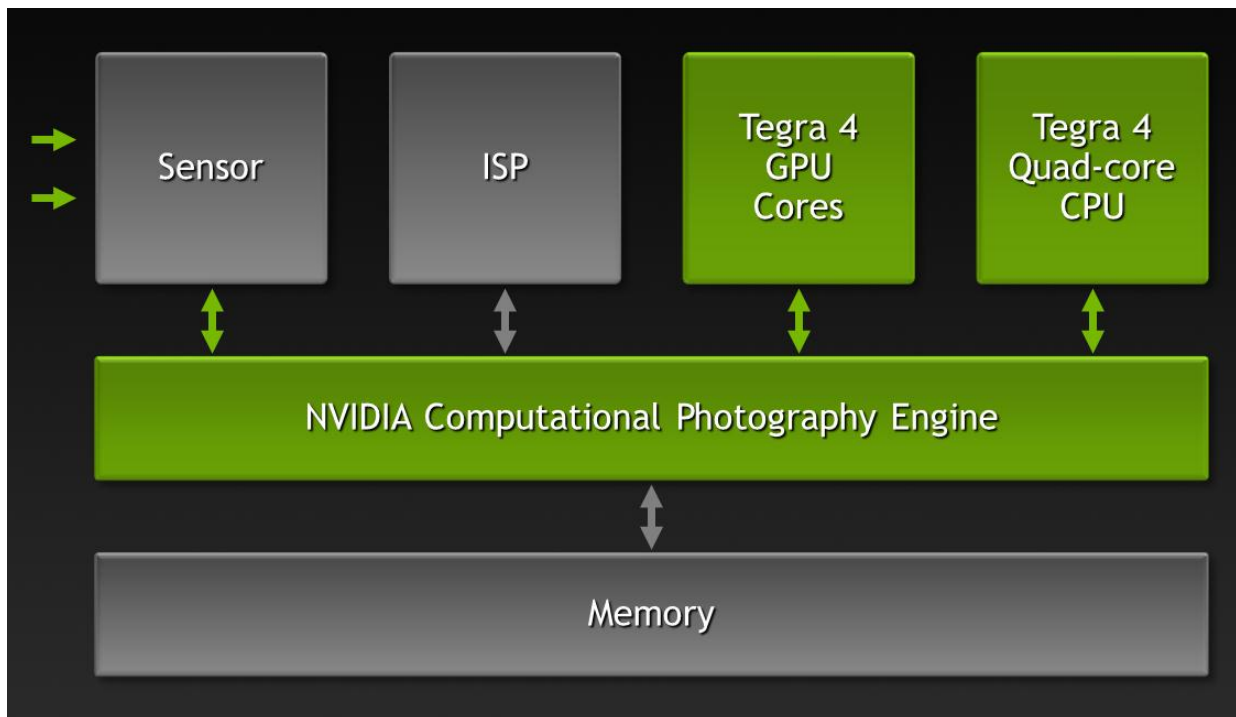 Sensor
ISP
Tegra 4
GPU
Cores
Tegra 4
Quad-core
CPU
NVIDIA Computational Photography Engine
Memory